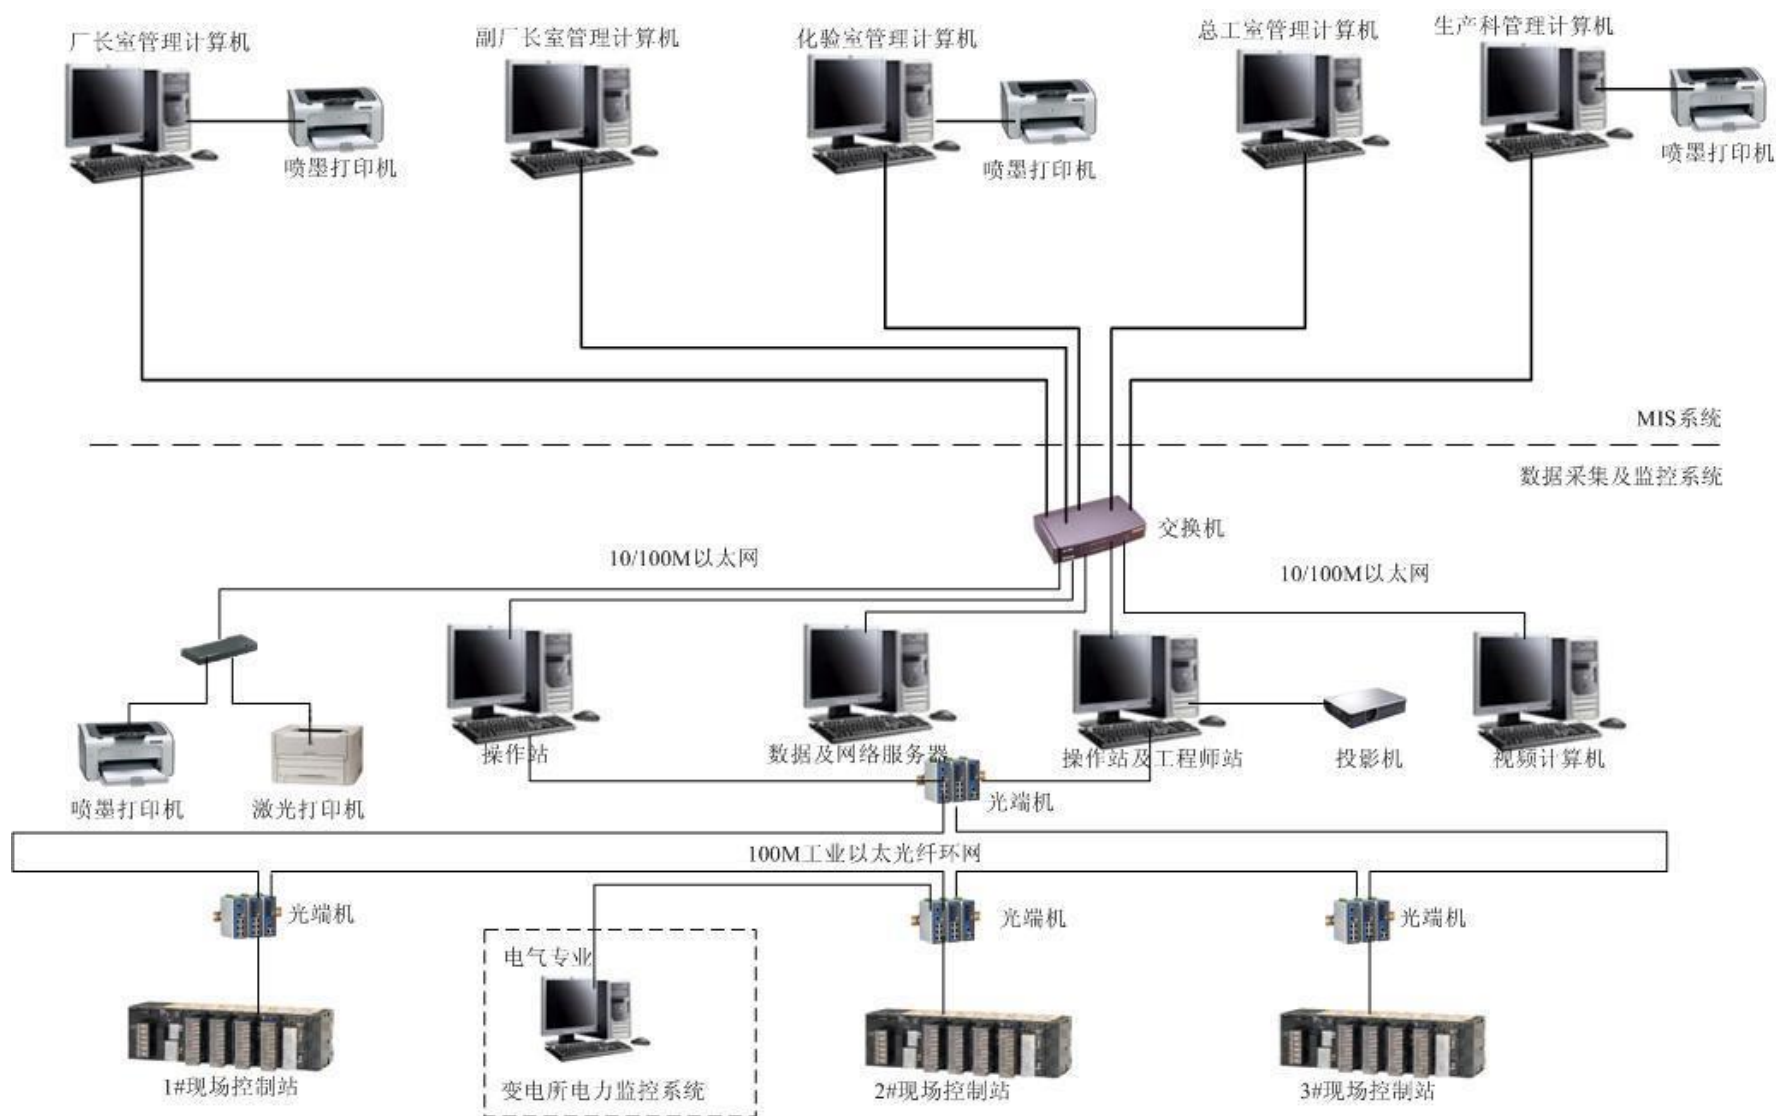 厂长室管理计算机
副厂长室管理计算机
化验室管理计算机
总工室管理计算机
生产科管理计算机
喷墨打印机
喷墨打印机
喷墨打印机
MIS系统
数据采集及监控系统
交换机
10/100M以太网
10/100M以太网
操作站
数据及网络服务器
操作站及工程师站
投影机
视频计算机
喷墨打印机
激光打印机
光端机
100M工业以太光纤环网
光端机
光端机
光端机
电气专业
1#现场控制站
变电所电力监控系统
2#现场控制站
3#现场控制站